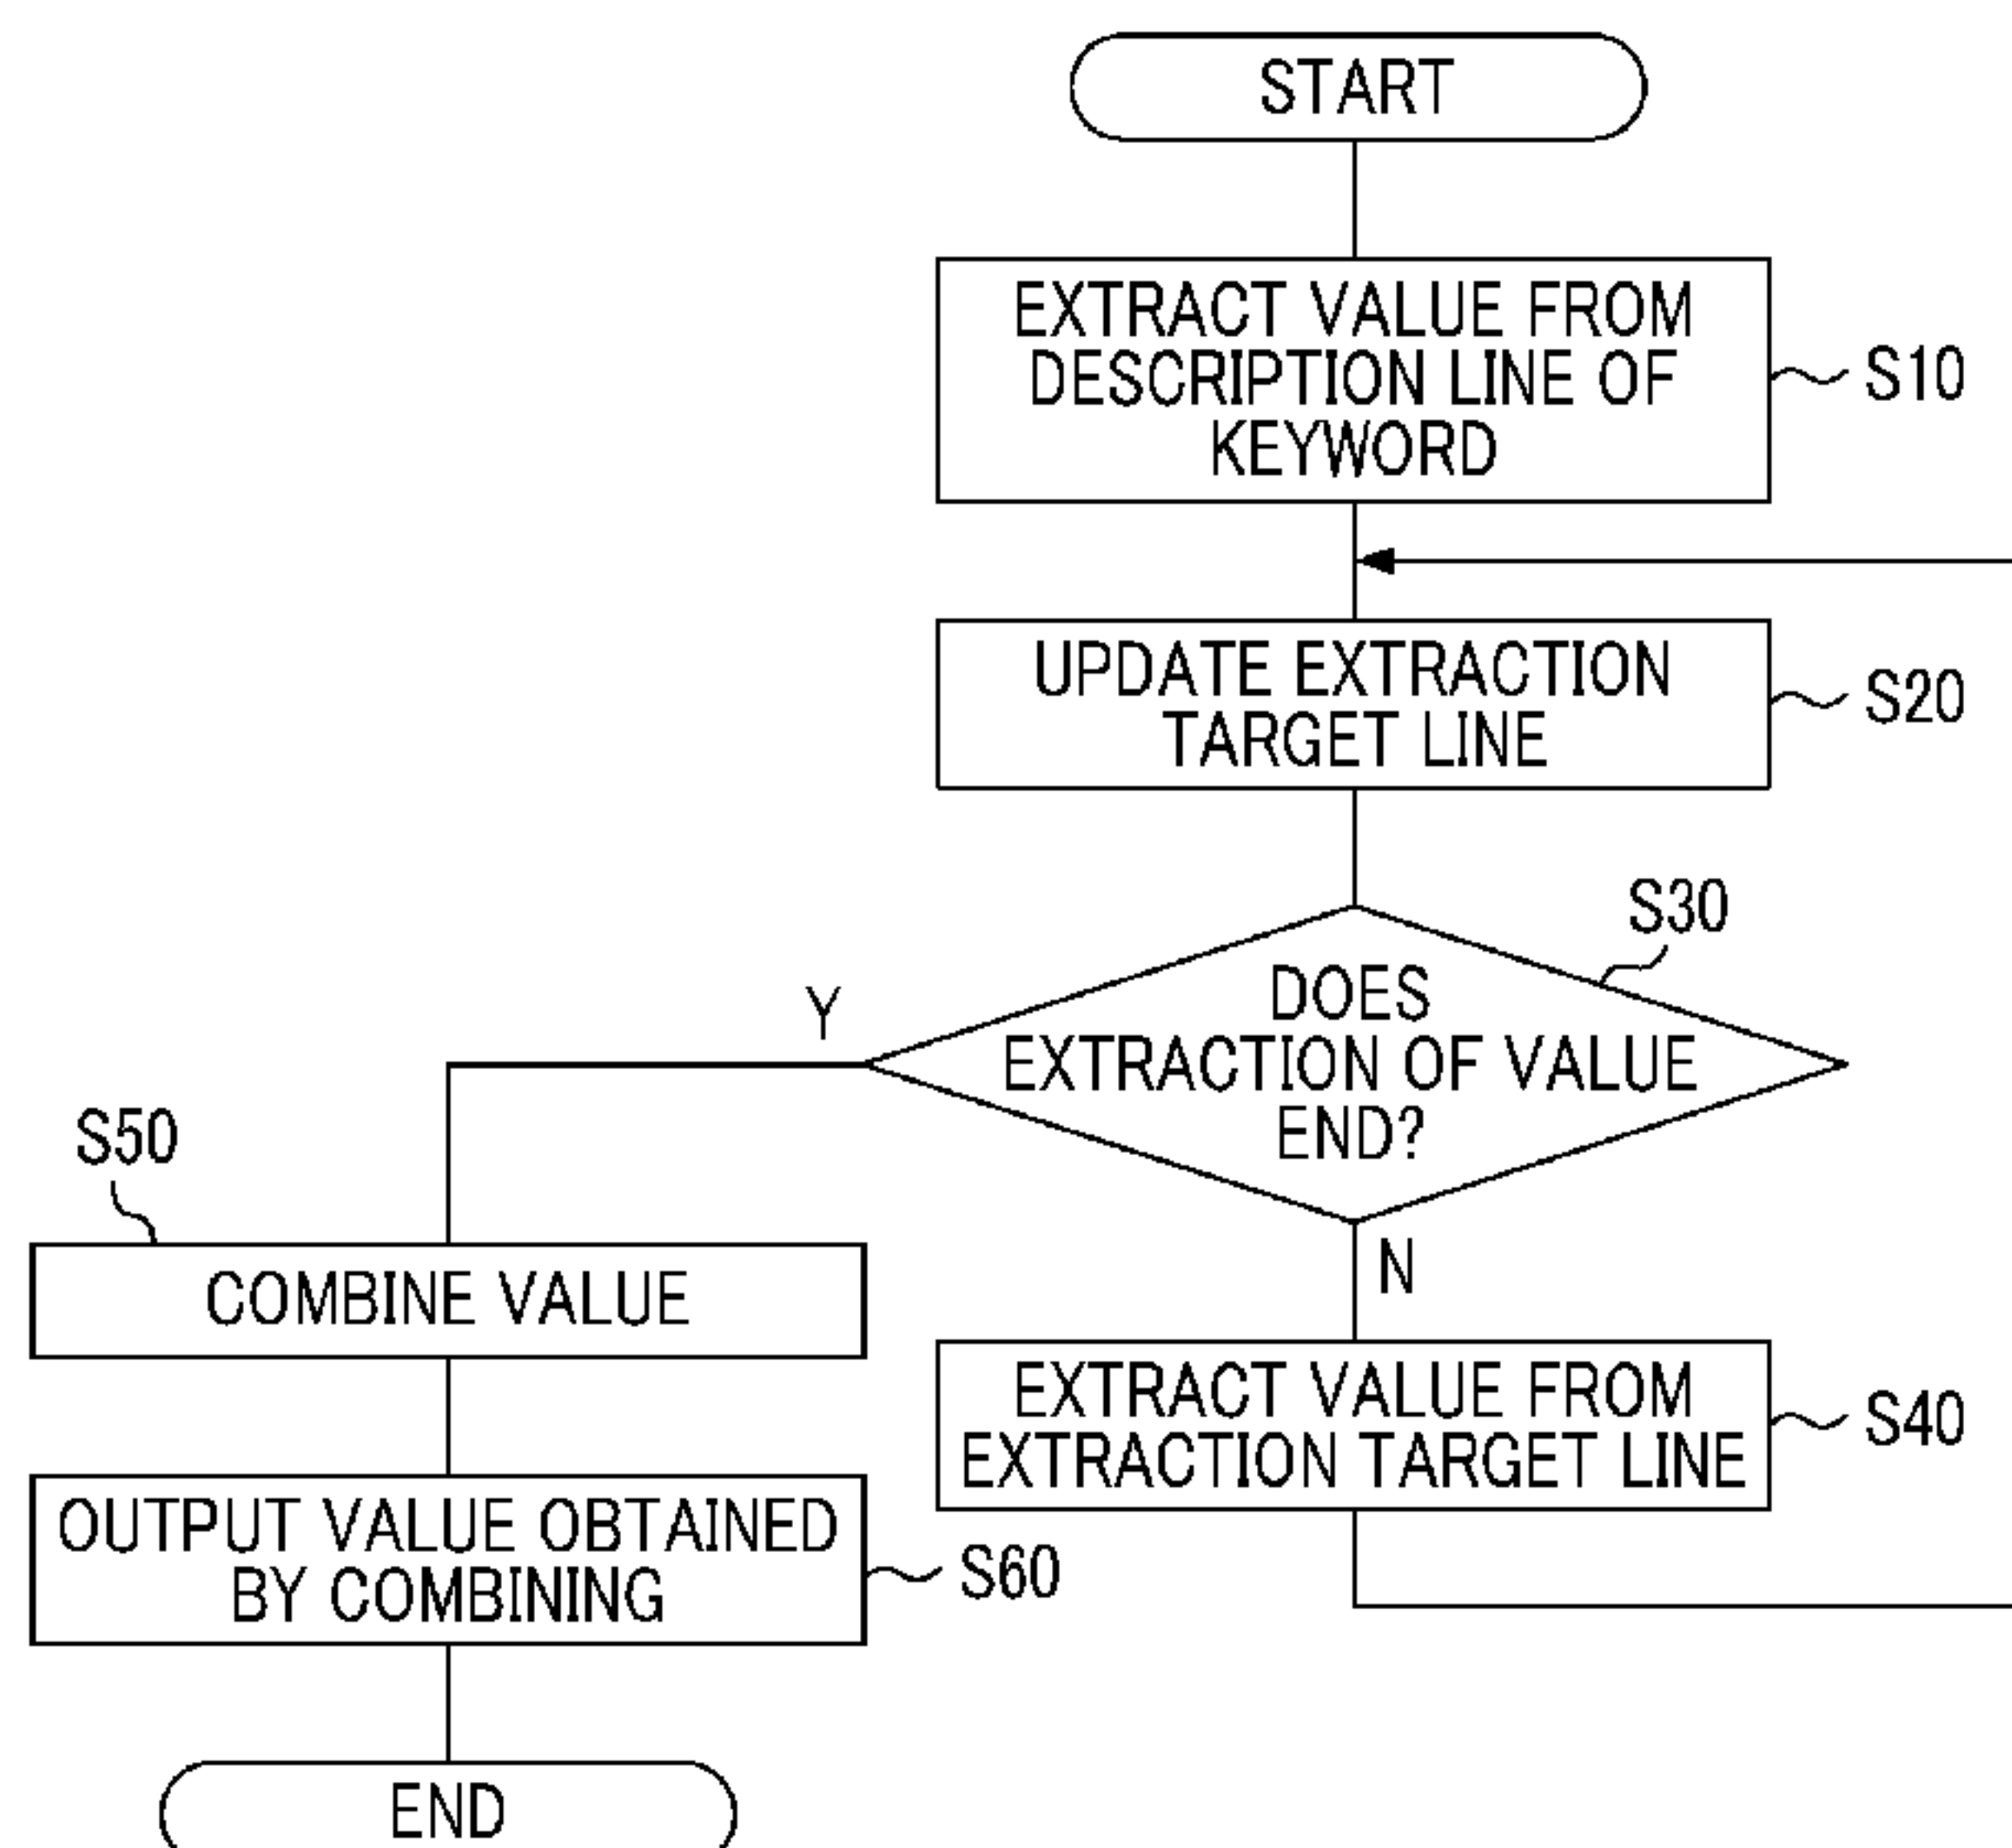 START
EXTRACT VALUE FROM
DESCRIPTION LINE OF
KEYWORD
S10
UPDATE EXTRACTION
TARGET LINE
S20
S30
DOES
EXTRACTION OF VALUE
END?
Y
N
S50
COMBINE VALUE
EXTRACT VALUE FROM
EXTRACTION TARGET LINE
S40
OUTPUT VALUE OBTAINED
BY COMBINING
S60
END